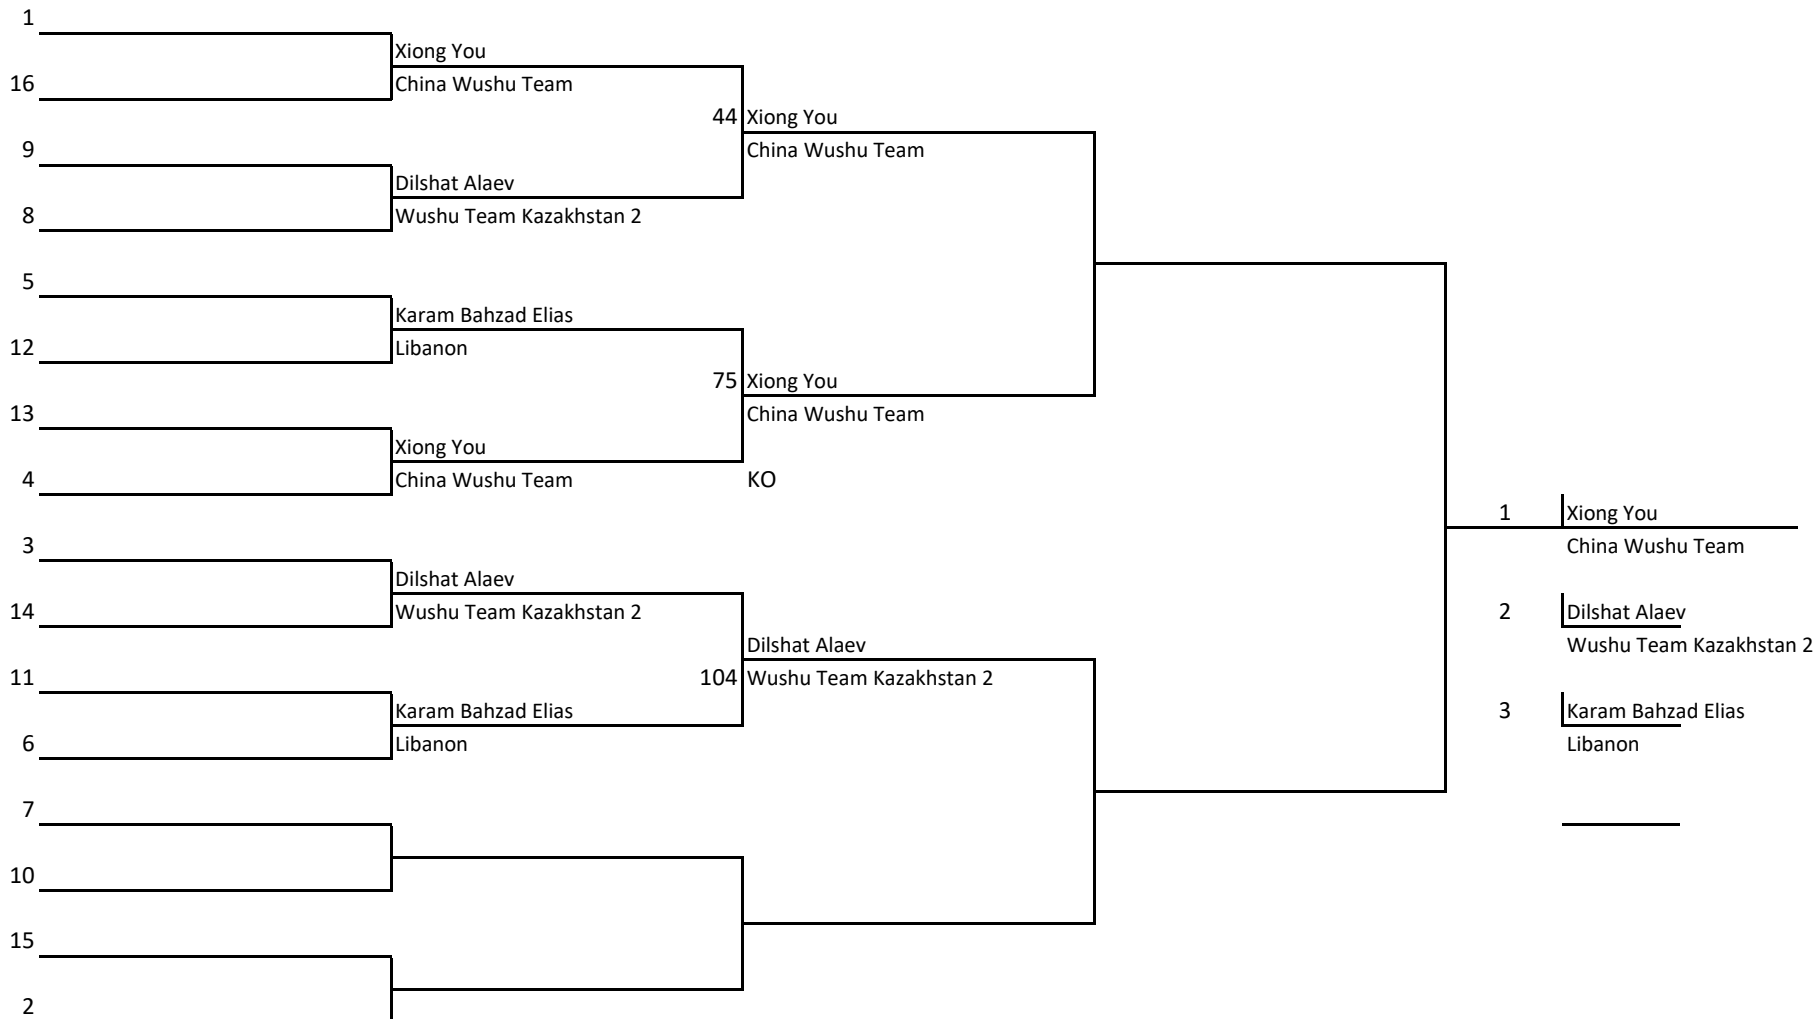 1
Xiong You
16
China Wushu Team
44 Xiong You
9
China Wushu Team
Dilshat Alaev
8
Wushu Team Kazakhstan 2
5
Karam Bahzad Elias
12
Libanon
75 Xiong You
13
China Wushu Team
Xiong You
4
China Wushu Team
KO
1 Xiong You
3
China Wushu Team
Dilshat Alaev
14
Wushu Team Kazakhstan 2
2 Dilshat Alaev
Dilshat Alaev
Wushu Team Kazakhstan 2
11
104 Wushu Team Kazakhstan 2
Karam Bahzad Elias
3 Karam Bahzad Elias
6
Libanon
Libanon
7
10
15
2